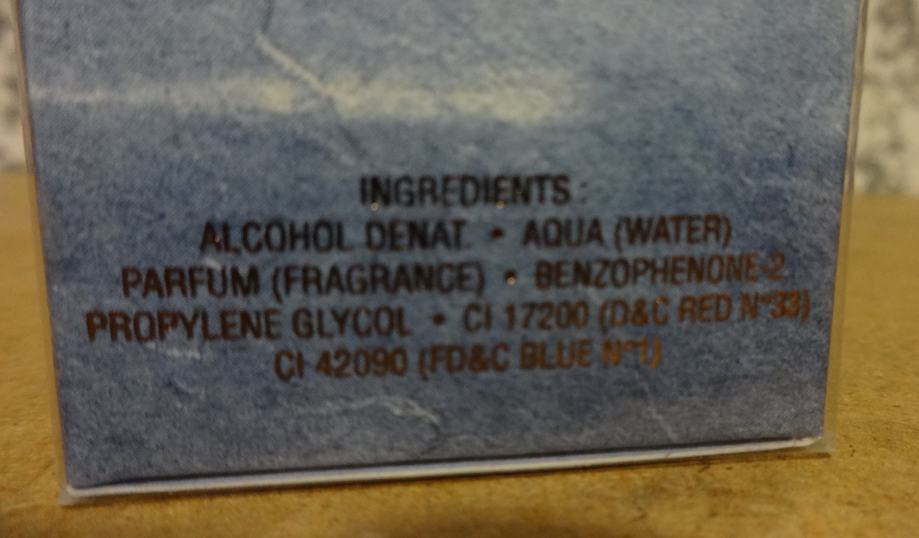 INGREDIENTS :
ALCOHOL DENAT. • AQUA (WATER)
PARFUM (FRAGRANCE) • BENZOPHENONE-2
PROPYLENE GLYCOL • CI 17200 (D&C RED N°33)
CI 42090 (FD&C BLUE N°1)